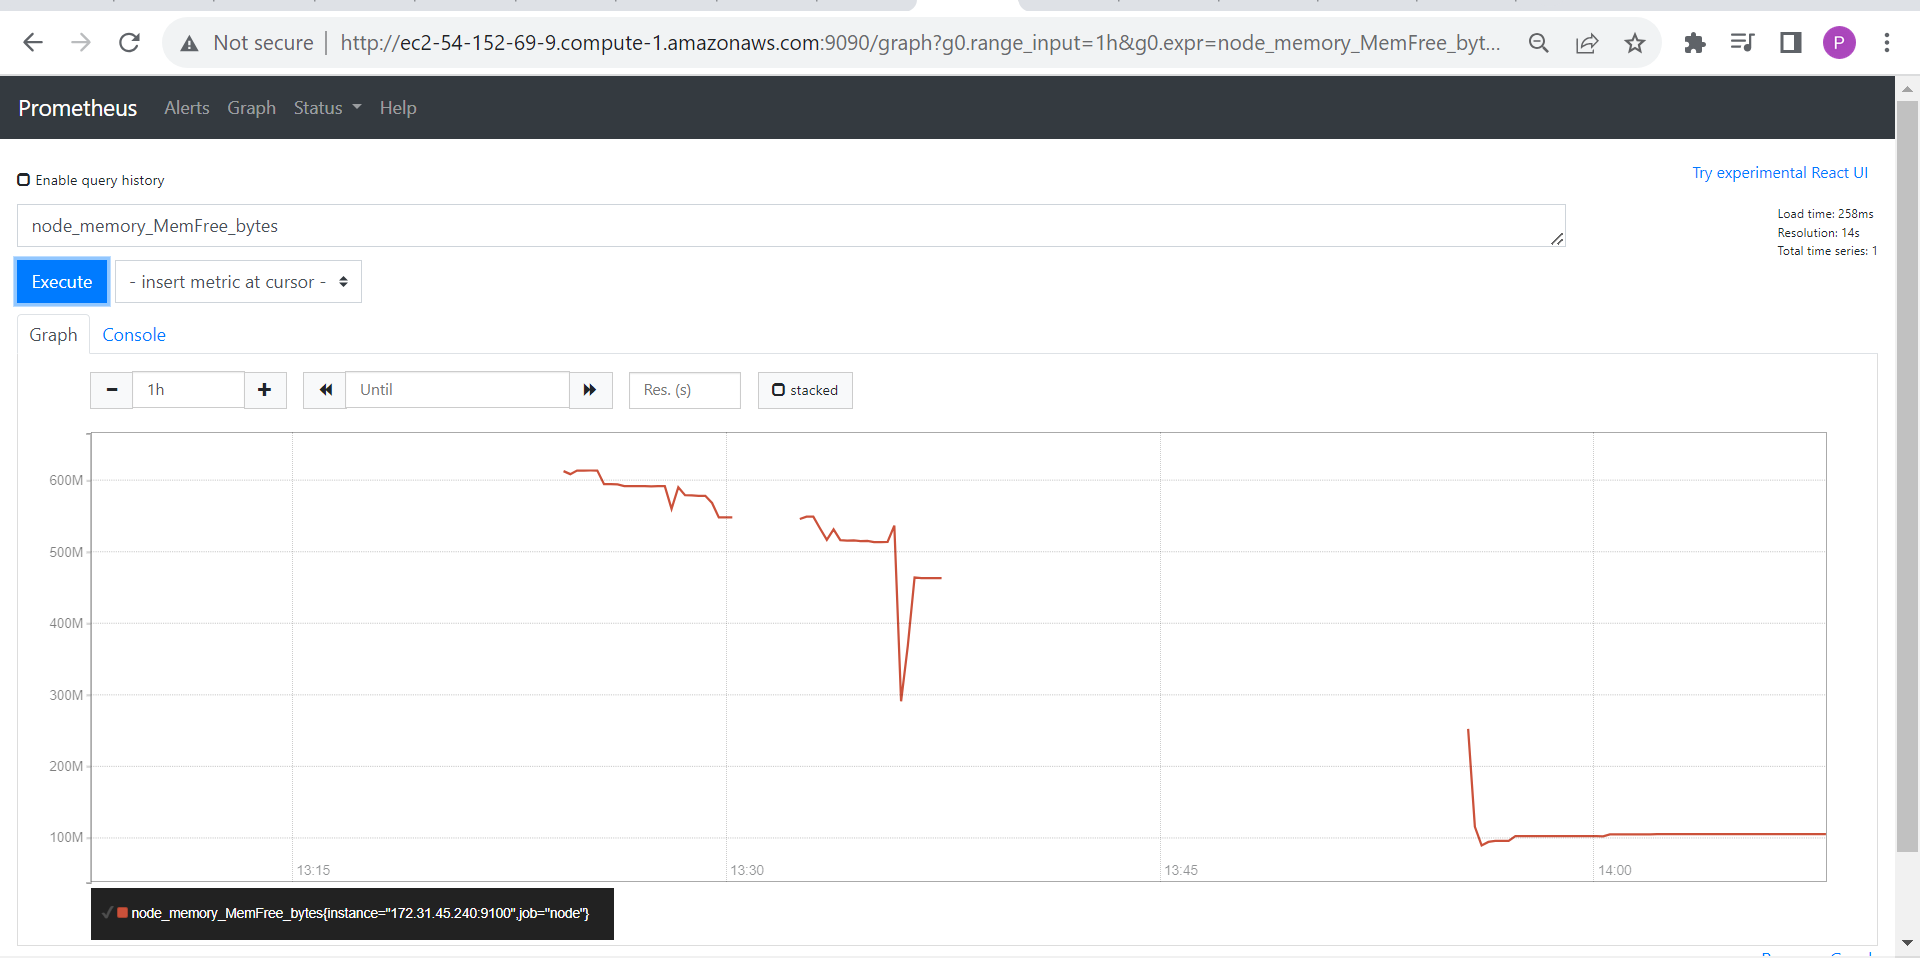 Not secure | http://ec2-54-152-69-9.compute-1.amazonaws.com:9090/graph?g0.range_input=1h&g0.expr=node_memory_MemFree_byt... P
Prometheus Alerts Graph Status Help
Enable query history
Try experimental React UI
node_memory_MemFree_bytes
Load time: 258ms
Resolution: 14s
Total time series: 1
Execute - insert metric at cursor -
Graph Console
1h Until Res. (s) stacked
600M
500M
400M
300M
200M
100M
13:15 13:30 13:45 14:00
node_memory_MemFree_bytes{instance="172.31.45.240:9100",job="node"}